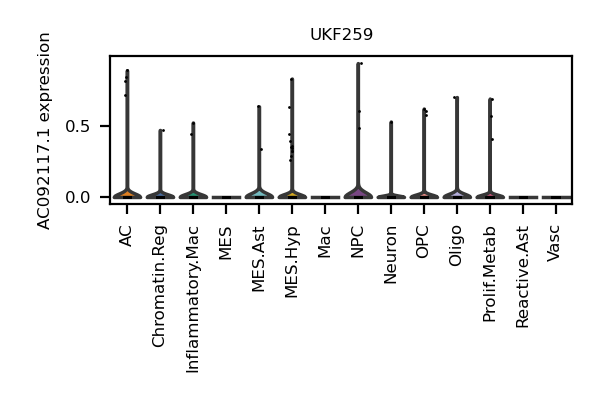 UKF259
AC092117.1 expression
0.5
0.0
AC
Chromatin.Reg
Inflammatory.Mac
MES
MES.Ast
MES.Hyp
Mac
NPC
Neuron
OPC
Oligo
Prolif.Metab
Reactive.Ast
Vasc